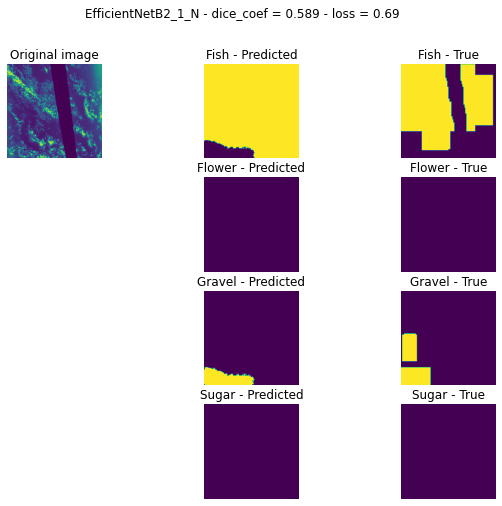 EfficientNetB2_1_N - dice_coef = 0.589 - loss = 0.69
Original image
Fish - Predicted
Fish - True
Flower - Predicted
Flower - True
Gravel - Predicted
Gravel - True
Sugar - Predicted
Sugar - True